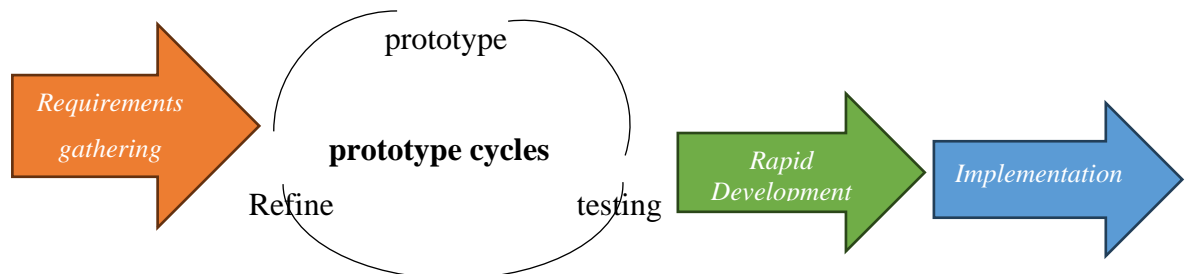 Requirements
gathering
prototype
prototype cycles
Refine
testing
Rapid
Development
Implementation